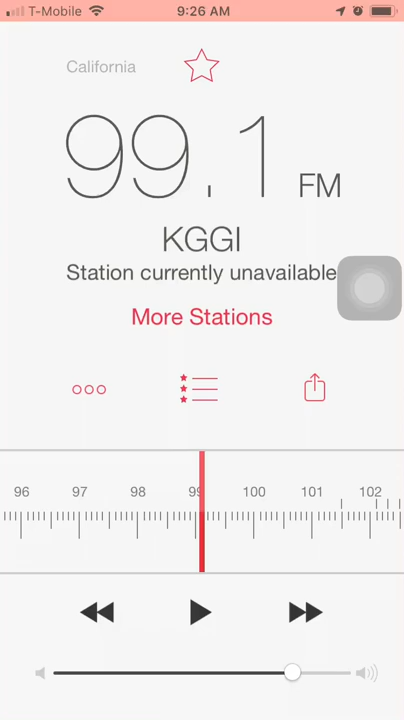 T-Mobile 9:26 AM
California
99.1 FM
KGGI
Station currently unavailable
More Stations
96 97 98 99 100 101 102